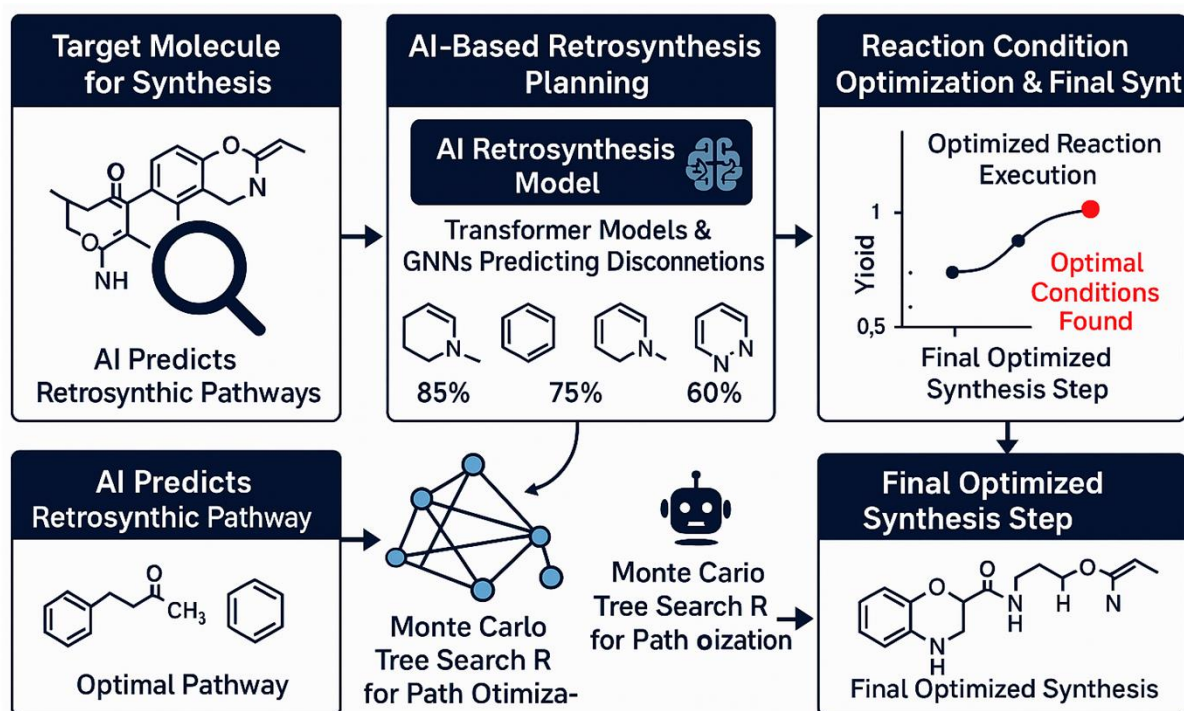 Target Molecule
for Synthesis
O
O
N
O
NH
AI Predicts
Retrosynthic Pathways
AI-Based Retrosynthesis
Planning
AI Retrosynthesis
Model
Transformer Models &
GNNs Predicting Disconnetions
N
N
N
N
85%
75%
60%
Reaction Condition
Optimization & Final Synt
Optimized Reaction
Execution
1
Yioid
0,5
Optimal
Conditions
Found
Final Optimized
Synthesis Step
AI Predicts
Retrosynthic Pathway
O
CH₃
Optimal Pathway
Monte Carlo
Tree Search R
for Path Otimiza-
Monte Cario
Tree Search R
for Path oization
Final Optimized
Synthesis Step
O
O
N
H
O
H
N
N
H
Final Optimized Synthesis